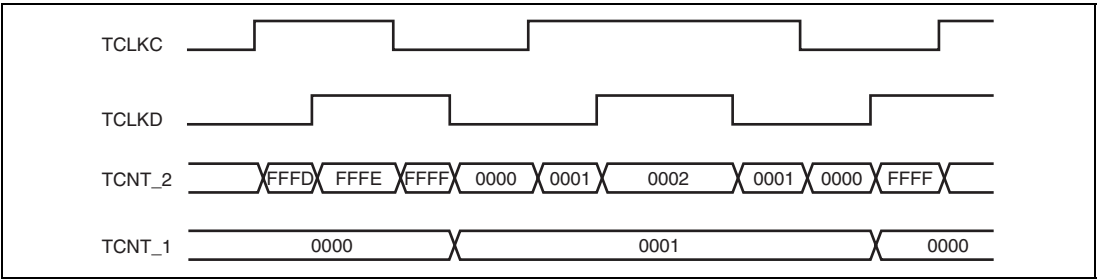 TCLKC
TCLKD
TCNT_2 FFFD FFFE FFFF 0000 0001 0002 0001 0000 FFFF
TCNT_1 0000 0001 0000